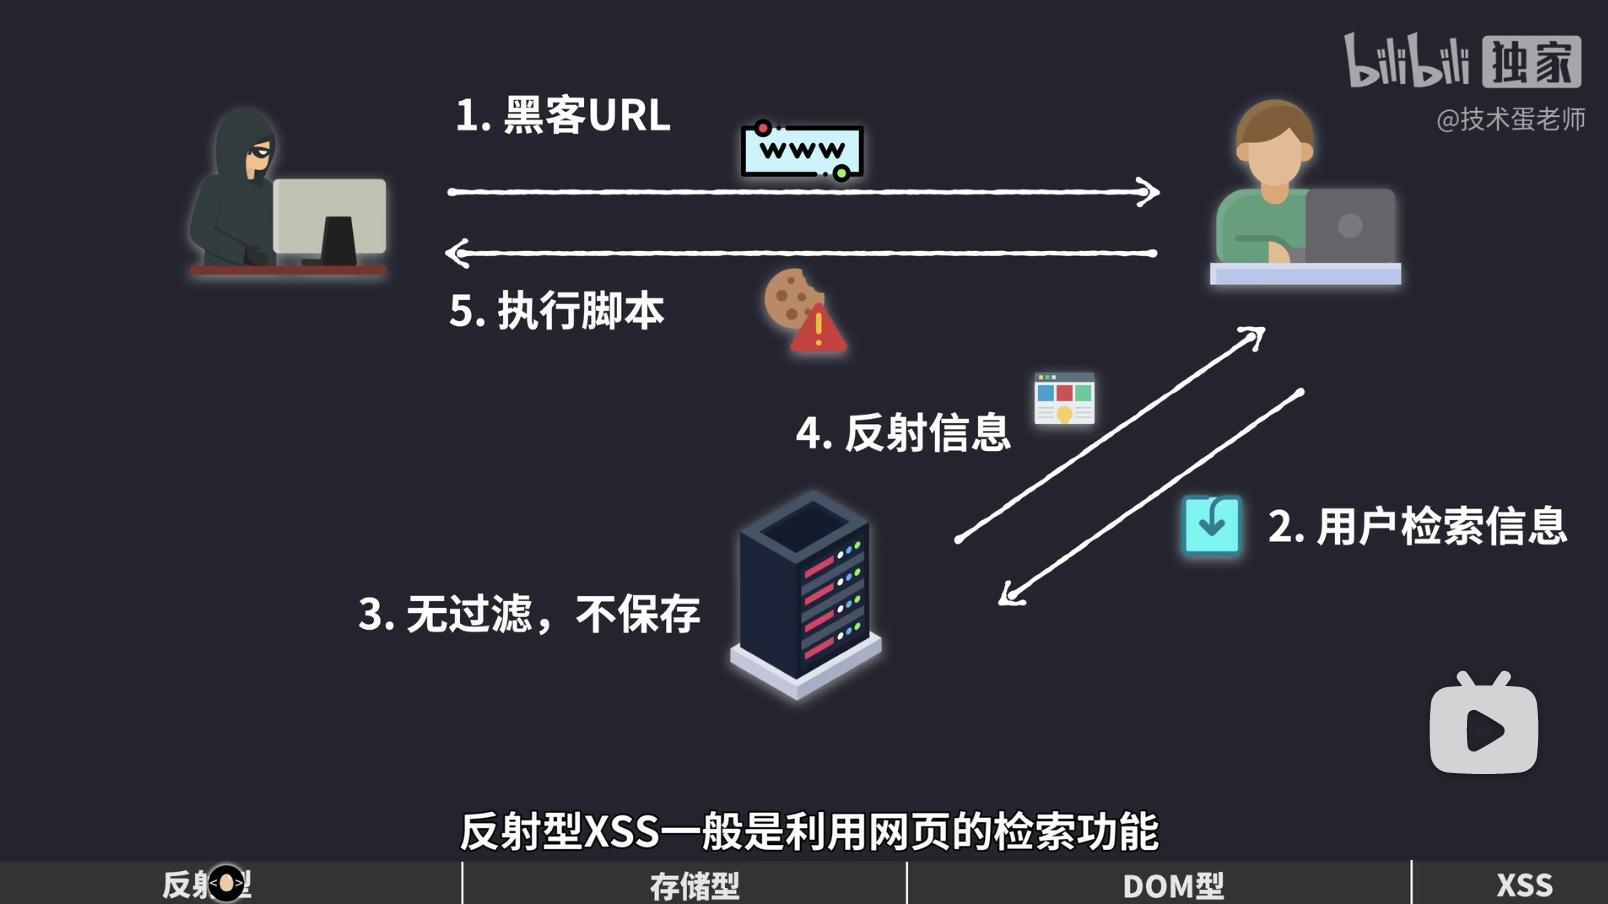 bilibili 独家
@技术蛋老师
1. 黑客URL
www
5. 执行脚本
4. 反射信息
2. 用户检索信息
3. 无过滤，不保存
反射型XSS一般是利用网页的检索功能
反射型
存储型
DOM型
XSS